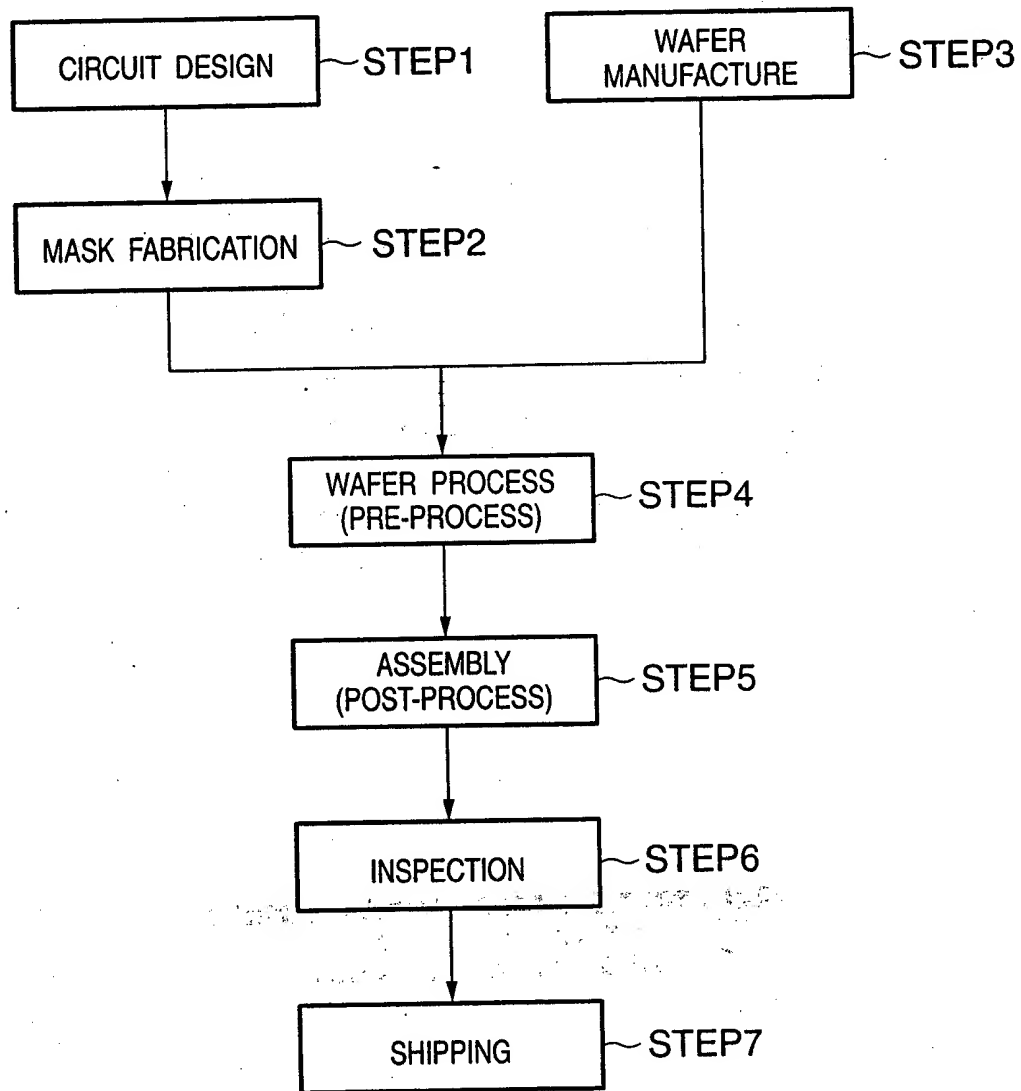 CIRCUIT DESIGN
STEP1
WAFER
MANUFACTURE
STEP3
MASK FABRICATION
STEP2
WAFER PROCESS
(PRE-PROCESS)
STEP4
ASSEMBLY
(POST-PROCESS)
STEP5
INSPECTION
STEP6
SHIPPING
STEP7